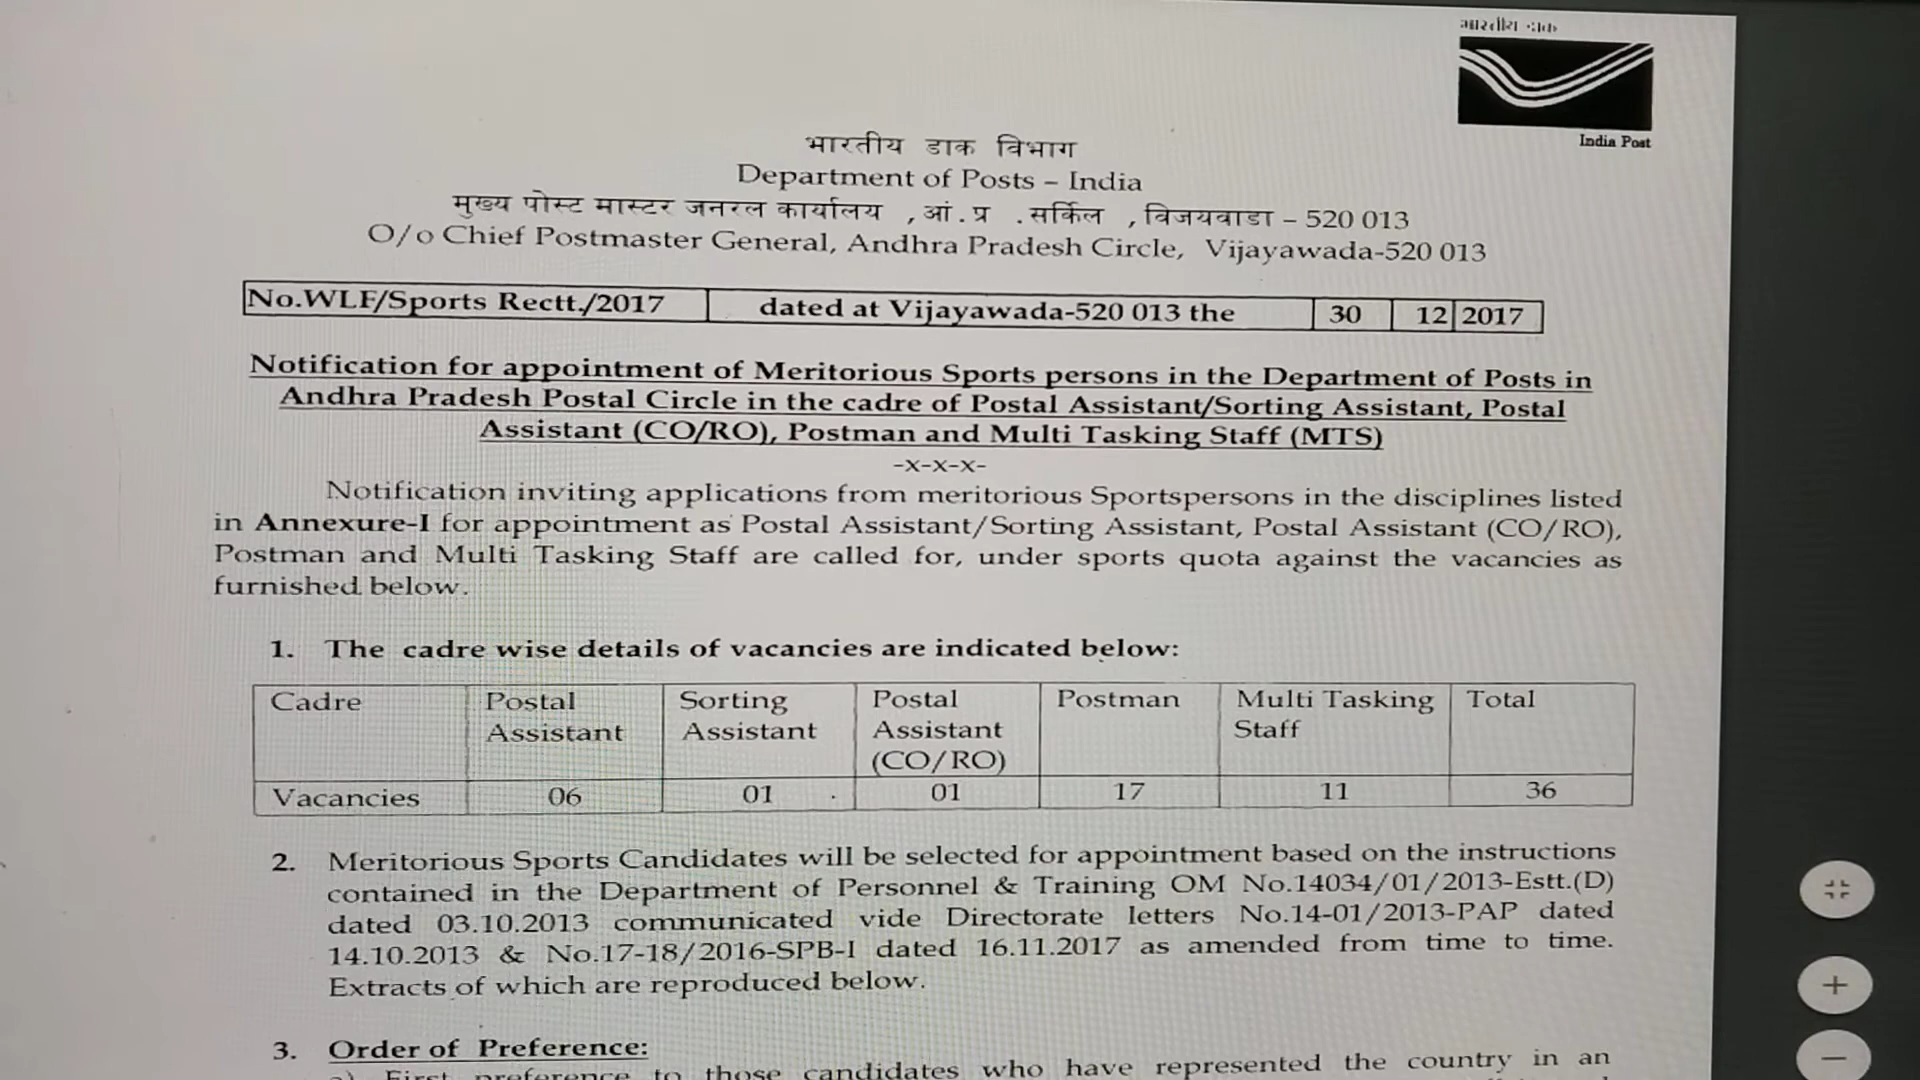 भारतीय डाक
India Post
भारतीय डाक विभाग
Department of Posts – India
मुख्य पोस्ट मास्टर जनरल कार्यालय , आं . प्र . सर्किल , विजयवाडा – 520 013
O/o Chief Postmaster General, Andhra Pradesh Circle, Vijayawada-520 013
No.WLF/Sports Rectt./2017 dated at Vijayawada-520 013 the 30 12 2017
Notification for appointment of Meritorious Sports persons in the Department of Posts in
Andhra Pradesh Postal Circle in the cadre of Postal Assistant/Sorting Assistant, Postal
Assistant (CO/RO), Postman and Multi Tasking Staff (MTS)
-x-x-x-
Notification inviting applications from meritorious Sportspersons in the disciplines listed
in Annexure-I for appointment as Postal Assistant/Sorting Assistant, Postal Assistant (CO/RO),
Postman and Multi Tasking Staff are called for, under sports quota against the vacancies as
furnished below.
1. The cadre wise details of vacancies are indicated below:
Cadre Postal Assistant Sorting Assistant Postal Assistant (CO/RO) Postman Multi Tasking Staff Total
Vacancies 06 01 01 17 11 36
2. Meritorious Sports Candidates will be selected for appointment based on the instructions
contained in the Department of Personnel & Training OM No.14034/01/2013-Estt.(D)
dated 03.10.2013 communicated vide Directorate letters No.14-01/2013-PAP dated
14.10.2013 & No.17-18/2016-SPB-I dated 16.11.2017 as amended from time to time.
Extracts of which are reproduced below.
3. Order of Preference:
a) First preference to those candidates who have represented the country in an